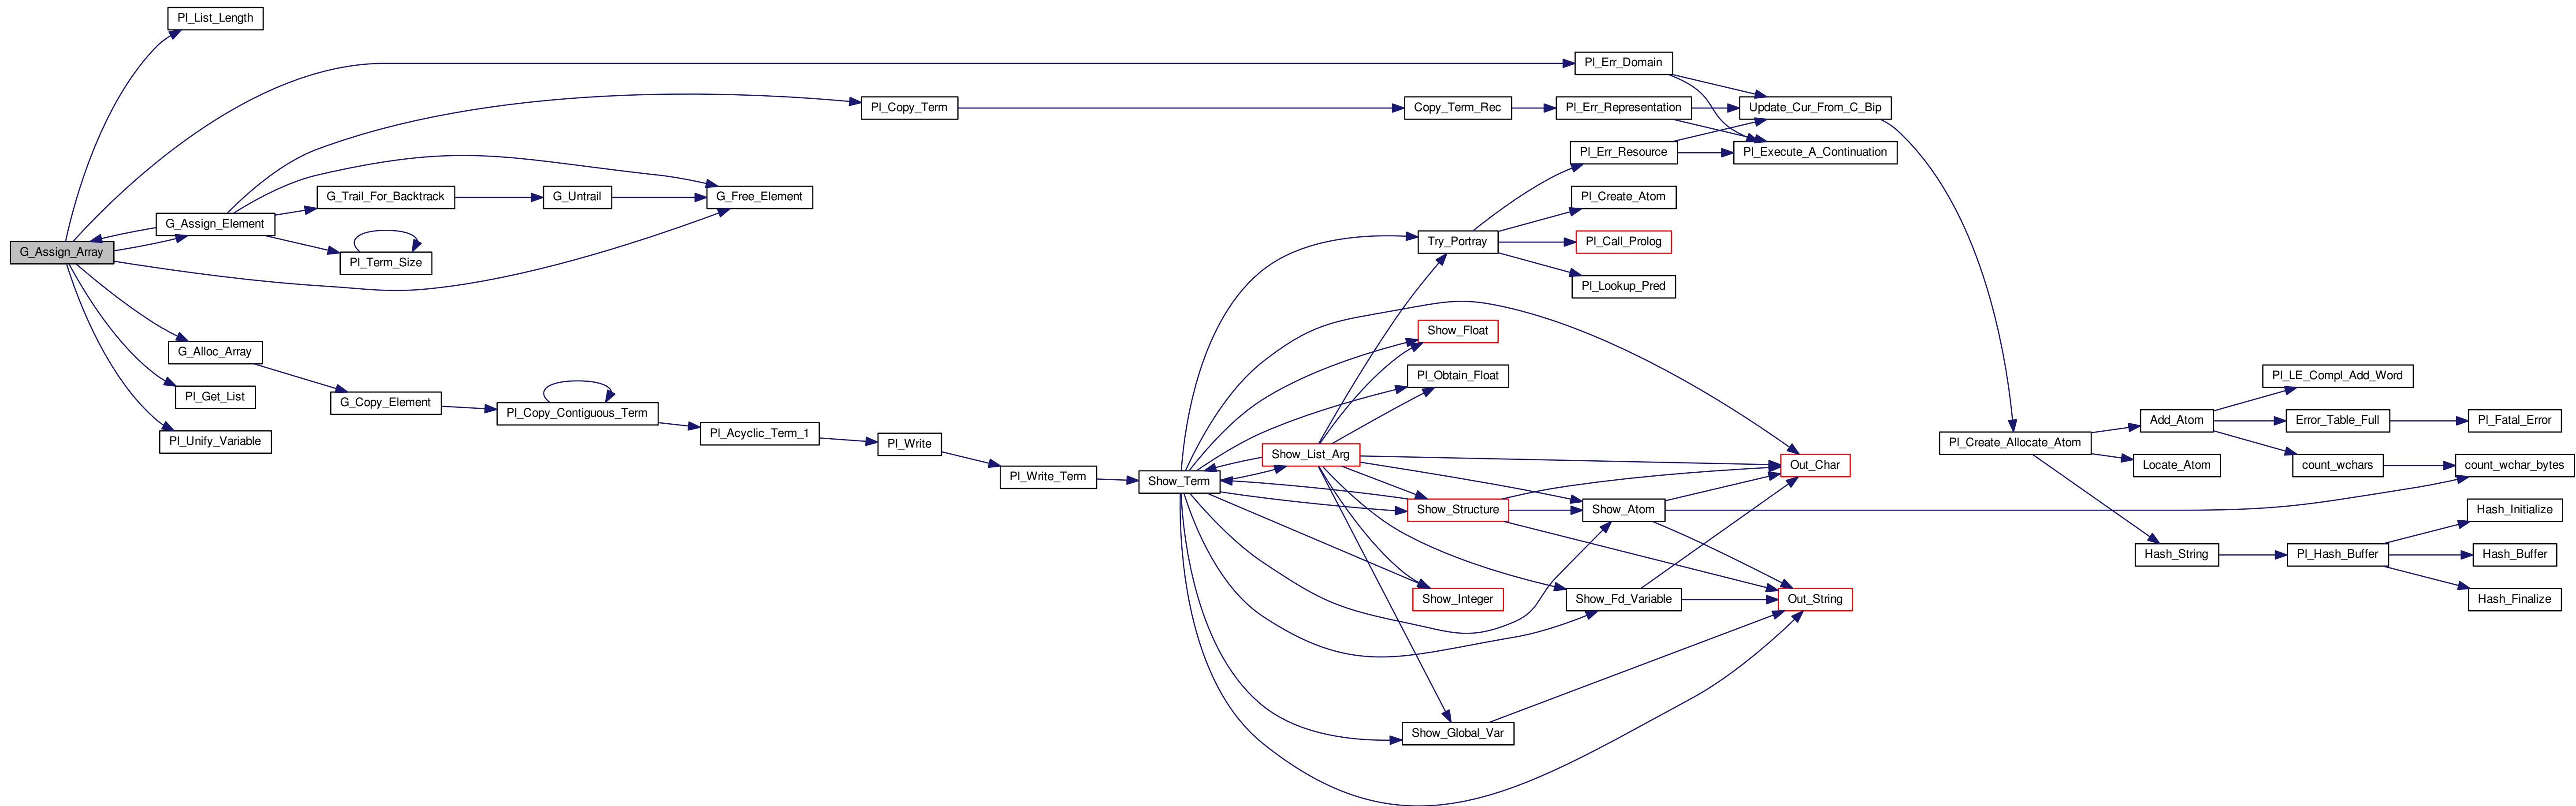 Pl_List_Length
Pl_Err_Domain
Pl_Copy_Term
Copy_Term_Rec
Pl_Err_Representation
Update_Cur_From_C_Bip
Pl_Err_Resource
Pl_Execute_A_Continuation
G_Trail_For_Backtrack
G_Untrail
G_Free_Element
Pl_Create_Atom
G_Assign_Element
Try_Portray
Pl_Call_Prolog
G_Assign_Array
Pl_Term_Size
Pl_Lookup_Pred
Show_Float
G_Alloc_Array
Pl_Obtain_Float
Pl_LE_Compl_Add_Word
Pl_Get_List
G_Copy_Element
Pl_Copy_Contiguous_Term
Add_Atom
Error_Table_Full
Pl_Fatal_Error
Pl_Acyclic_Term_1
Pl_Unify_Variable
Pl_Write
Pl_Create_Allocate_Atom
Show_List_Arg
Out_Char
Locate_Atom
count_wchars
count_wchar_bytes
Pl_Write_Term
Show_Term
Show_Structure
Show_Atom
Hash_Initialize
Hash_String
Pl_Hash_Buffer
Hash_Buffer
Show_Integer
Show_Fd_Variable
Out_String
Hash_Finalize
Show_Global_Var